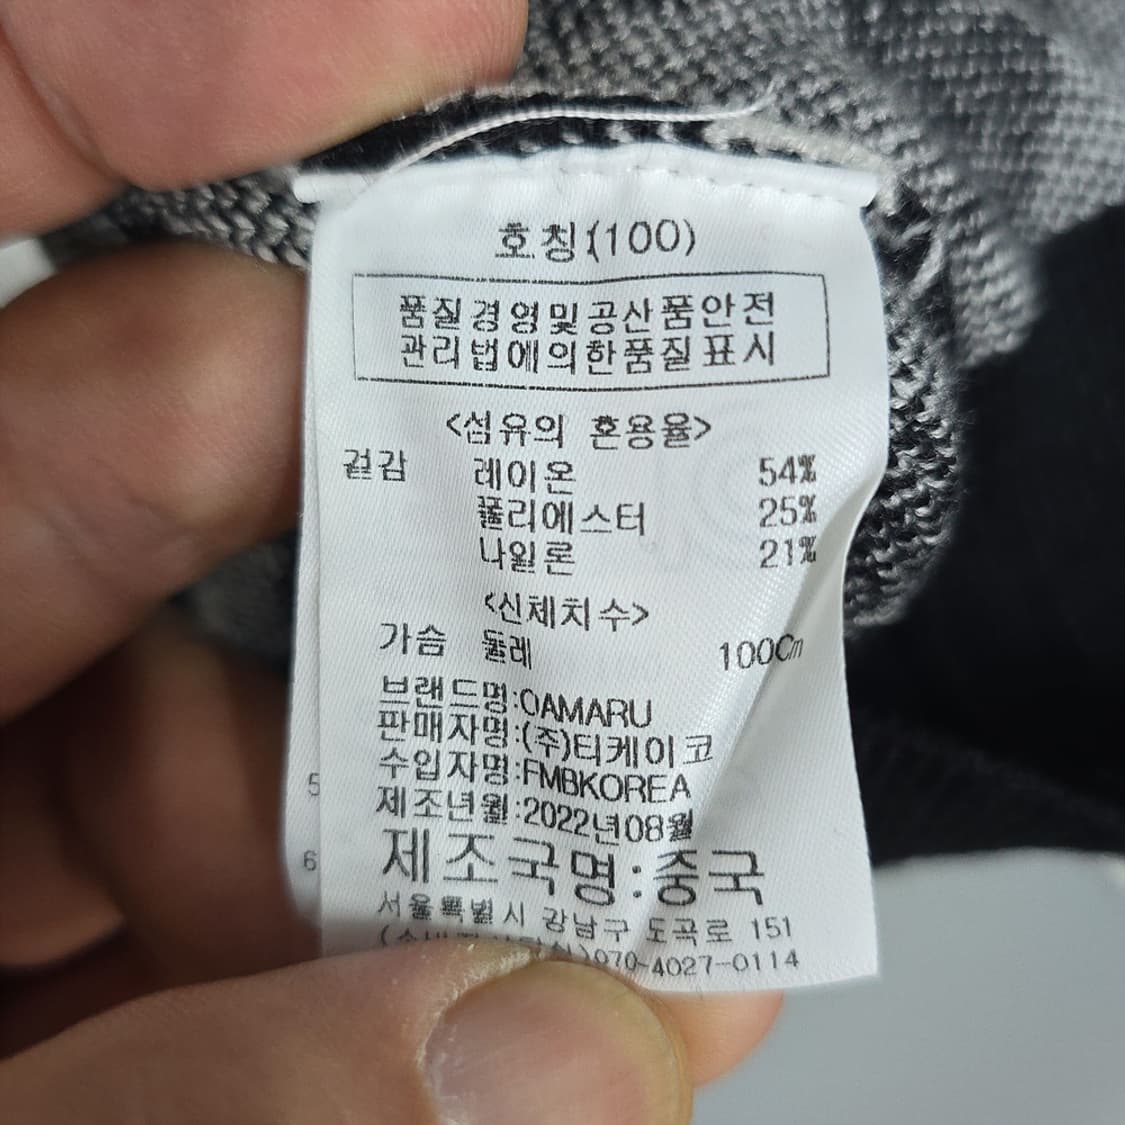 호칭(100)
품질경영및공산품안전
관리법에의한품질표시
<섬유의 혼용율>
겉감 레이온 54%
폴리에스터 25%
나일론 21%
<신체치수>
가슴 둘레 100Cm
브랜드명:OAMARU
판매자명:(주)티케이코
수입자명:FMBKOREA
제조년월:2022년08월
제조국명:중국
서울특별시 강남구 도곡로 151
070-4027-0114
5
6